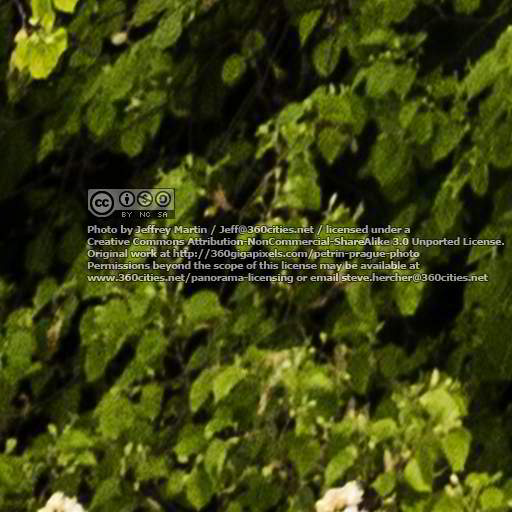 cc
BY NC SA
Photo by Jeffrey Martin / Jeff@360cities.net / licensed under a
Creative Commons Attribution-NonCommercial-ShareAlike 3.0 Unported License.
Original work at http://360gigapixels.com/petrin-prague-photo
Permissions beyond the scope of this license may be available at
www.360cities.net/panorama-licensing or email steve.hercher@360cities.net